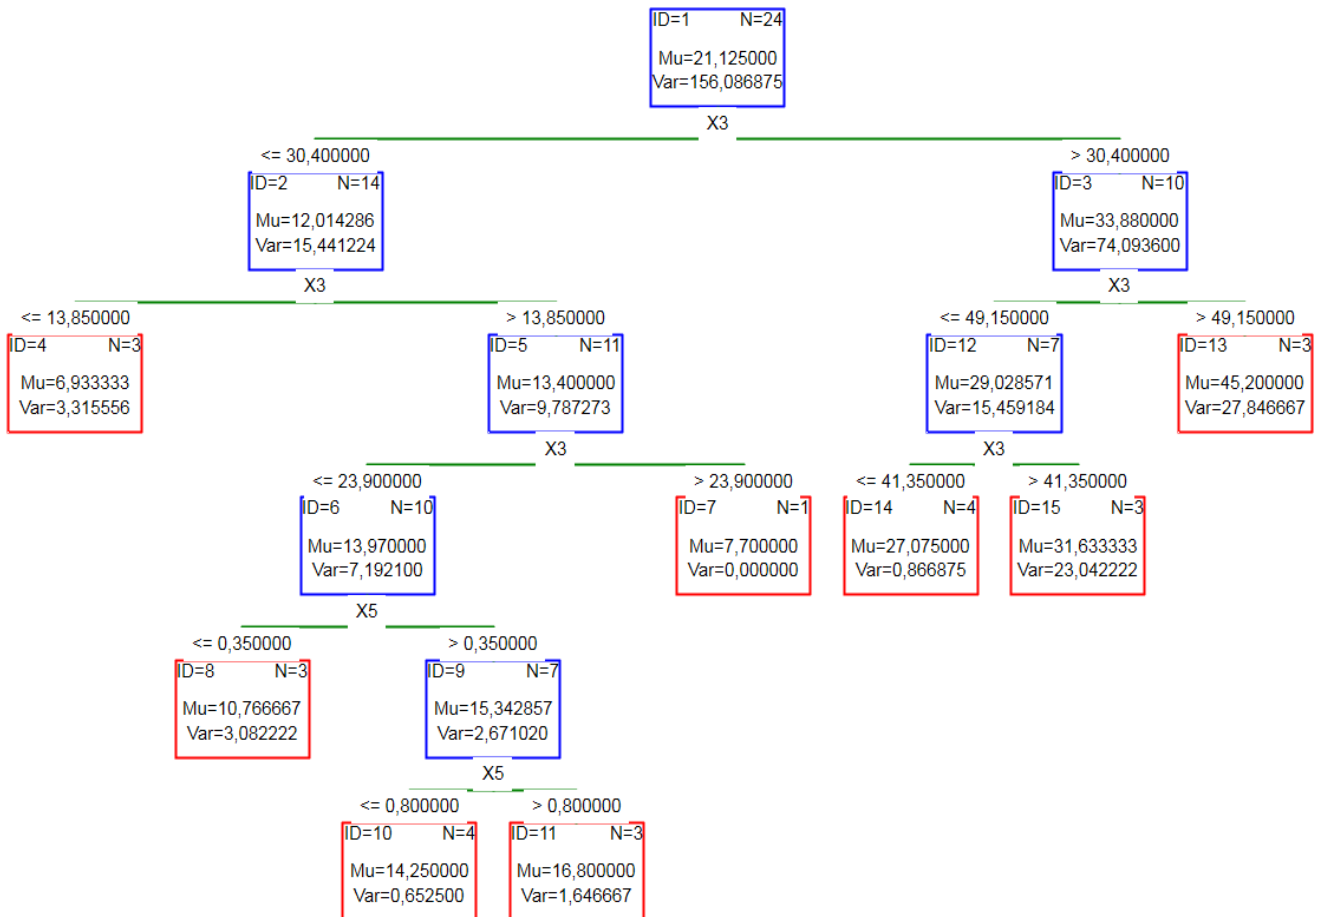 ID=1 N=24
Mu=21,125000
Var=156,086875
X3
<= 30,400000 > 30,400000
ID=2 N=14 ID=3 N=10
Mu=12,014286 Mu=33,880000
Var=15,441224 Var=74,093600
X3 X3
<= 13,850000 > 13,850000 <= 49,150000 > 49,150000
ID=4 N=3 ID=5 N=11 ID=12 N=7 ID=13 N=3
Mu=6,933333 Mu=13,400000 Mu=29,028571 Mu=45,200000
Var=3,315556 Var=9,787273 Var=15,459184 Var=27,846667
X3 X3
<= 23,900000 > 23,900000 <= 41,350000 > 41,350000
ID=6 N=10 ID=7 N=1 ID=14 N=4 ID=15 N=3
Mu=13,970000 Mu=7,700000 Mu=27,075000 Mu=31,633333
Var=7,192100 Var=0,000000 Var=0,866875 Var=23,042222
X5
<= 0,350000 > 0,350000
ID=8 N=3 ID=9 N=7
Mu=10,766667 Mu=15,342857
Var=3,082222 Var=2,671020
X5
<= 0,800000 > 0,800000
ID=10 N=4 ID=11 N=3
Mu=14,250000 Mu=16,800000
Var=0,652500 Var=1,646667